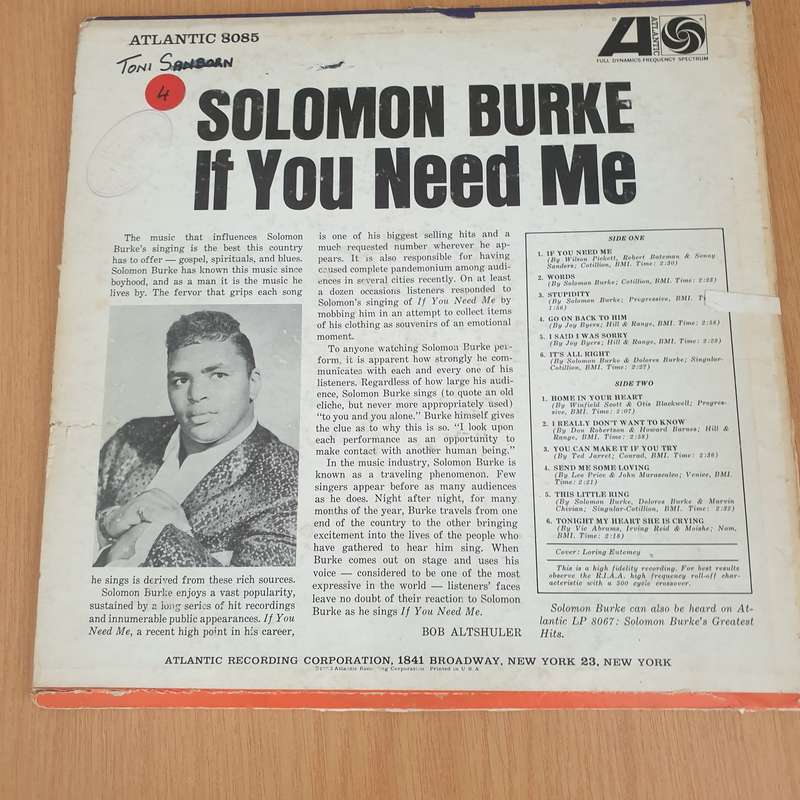 ATLANTIC 8085
ATLANTIC
FULL DYNAMICS-FREQUENCY SPECTRUM
TONI SANBORN
4
SOLOMON BURKE
If You Need Me
The music that influences Solomon
Burke's singing is the best this country
has to offer — gospel, spirituals, and blues.
Solomon Burke has known this music since
boyhood, and as a man it is the music he
lives by. The fervor that grips each song
he sings is derived from these rich sources.
Solomon Burke enjoys a vast popularity,
sustained by a long series of hit recordings
and innumerable public appearances. If You
Need Me, a recent high point in his career,
is one of his biggest selling hits and a
much requested number wherever he ap-
pears. It is also responsible for having
caused complete pandemonium among audi-
ences in several cities recently. On at least
a dozen occasions listeners responded to
Solomon's singing of If You Need Me by
mobbing him in an attempt to collect items
of his clothing as souvenirs of an emotional
moment.
To anyone watching Solomon Burke per-
form, it is apparent how strongly he com-
municates with each and every one of his
listeners. Regardless of how large his audi-
ence, Solomon Burke sings (to quote an old
cliche, but never more appropriately used)
"to you and you alone." Burke himself gives
the clue as to why this is so. "I look upon
each performance as an opportunity to
make contact with another human being."
In the music industry, Solomon Burke is
known as a traveling phenomenon. Few
singers appear before as many audiences
as he does. Night after night, for many
months of the year, Burke travels from one
end of the country to the other bringing
excitement into the lives of the people who
have gathered to hear him sing. When
Burke comes out on stage and uses his
voice — considered to be one of the most
expressive in the world — listeners' faces
leave no doubt of their reaction to Solomon
Burke as he sings If You Need Me.
BOB ALTSHULER
SIDE ONE
1. IF YOU NEED ME
(By Wilson Pickett, Robert Bateman & Sonny
Sanders; Cotillion, BMI. Time: 2:30)
2. WORDS
(By Solomon Burke; Cotillion, BMI. Time: 2:23)
3. STUPIDITY
(By Solomon Burke; Progressive, BMI.
1:56)
4. GO ON BACK TO HIM
(By Joy Byers; Hill & Range, BMI. Time: 2:56)
5. I SAID I WAS SORRY
(By Joy Byers; Hill & Range, BMI. Time: 2:29)
6. IT'S ALL RIGHT
(By Solomon Burke & Dolores Burke; Singular-
Cotillion, BMI. Time: 2:37)
SIDE TWO
1. HOME IN YOUR HEART
(By Winfield Scott & Otis Blackwell; Progres-
sive, BMI. Time: 2:07)
2. I REALLY DON'T WANT TO KNOW
(By Don Robertson & Howard Barnes; Hill &
Range, BMI. Time: 2:58)
3. YOU CAN MAKE IT IF YOU TRY
(By Ted Jarret; Conrad, BMI. Time: 2:36)
4. SEND ME SOME LOVING
(By Leo Price & John Marascalco; Venice, BMI.
Time: 2:21)
5. THIS LITTLE RING
(By Solomon Burke, Delores Burke & Marvin
Chivian; Singular-Cotillion, BMI. Time: 2:32)
6. TONIGHT MY HEART SHE IS CRYING
(By Vic Abrams, Irving Reid & Moishe; Nom,
BMI. Time: 2:18)
Cover: Loring Eutemey
This is a high fidelity recording. For best results
observe the R.I.A.A. high frequency roll-off char-
acteristic with a 500 cycle crossover.
Solomon Burke can also be heard on At-
lantic LP 8067: Solomon Burke's Greatest
Hits.
ATLANTIC RECORDING CORPORATION, 1841 BROADWAY, NEW YORK 23, NEW YORK
Atlantic Recording Corporation Printed in U.S.A.